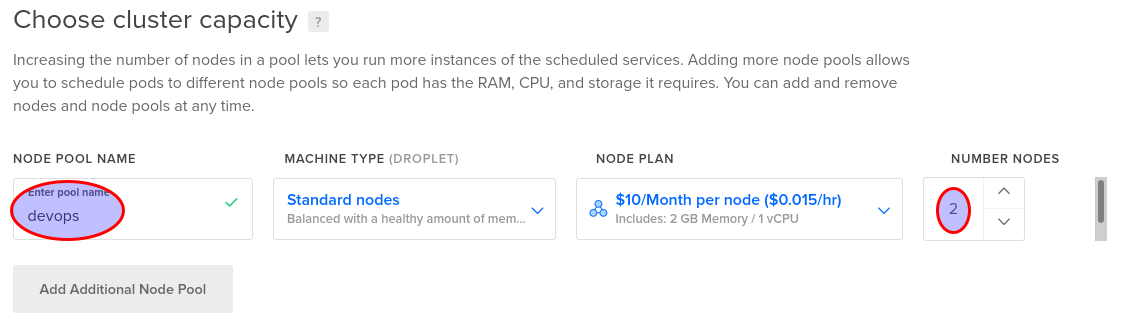 Choose cluster capacity ?
Increasing the number of nodes in a pool lets you run more instances of the scheduled services. Adding more node pools allows
you to schedule pods to different node pools so each pod has the RAM, CPU, and storage it requires. You can add and remove
nodes and node pools at any time.
NODE POOL NAME MACHINE TYPE (DROPLET) NODE PLAN NUMBER NODES
Enter pool name
devops
Standard nodes
Balanced with a healthy amount of mem...
$10/Month per node ($0.015/hr)
Includes: 2 GB Memory / 1 vCPU
2
Add Additional Node Pool